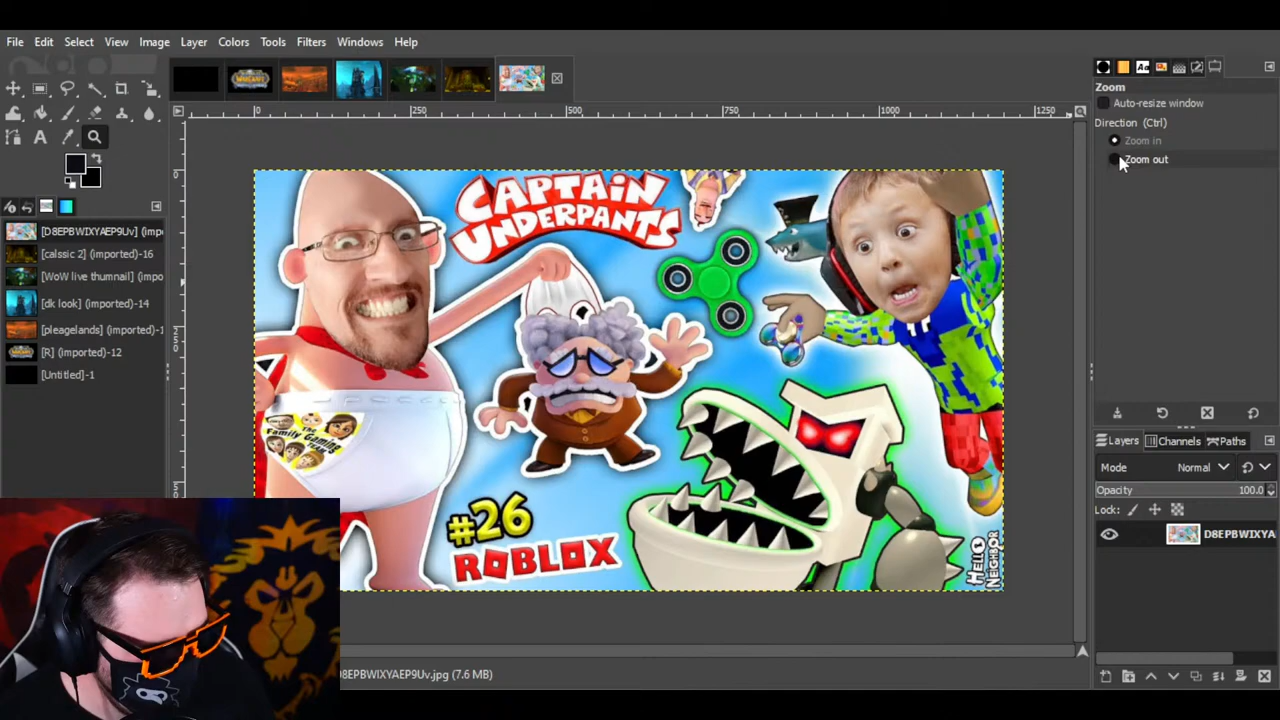 File Edit Select View Image Layer Colors Tools Filters Windows Help
Zoom
Auto-resize window
Direction (Ctrl)
Zoom in
Zoom out
0 250 500 750 1000 1250
[D8EPBWIXYAEP9Uv] (imp
[calssic 2] (imported)-16
[WoW live thumnail] (impo
[dk look] (imported)-14
[pleagelands] (imported)-1
[R] (imported)-12
[Untitled]-1
CAPTAIN
UNDERPANTS
The
Family Gaming
#26
ROBLOX
HELLO
NEIGHBOR
Layers Channels Paths
Mode Normal
Opacity 100.0
Lock:
D8EPBWIXYA
D8EPBWIXYAEP9Uv.jpg (7.6 MB)